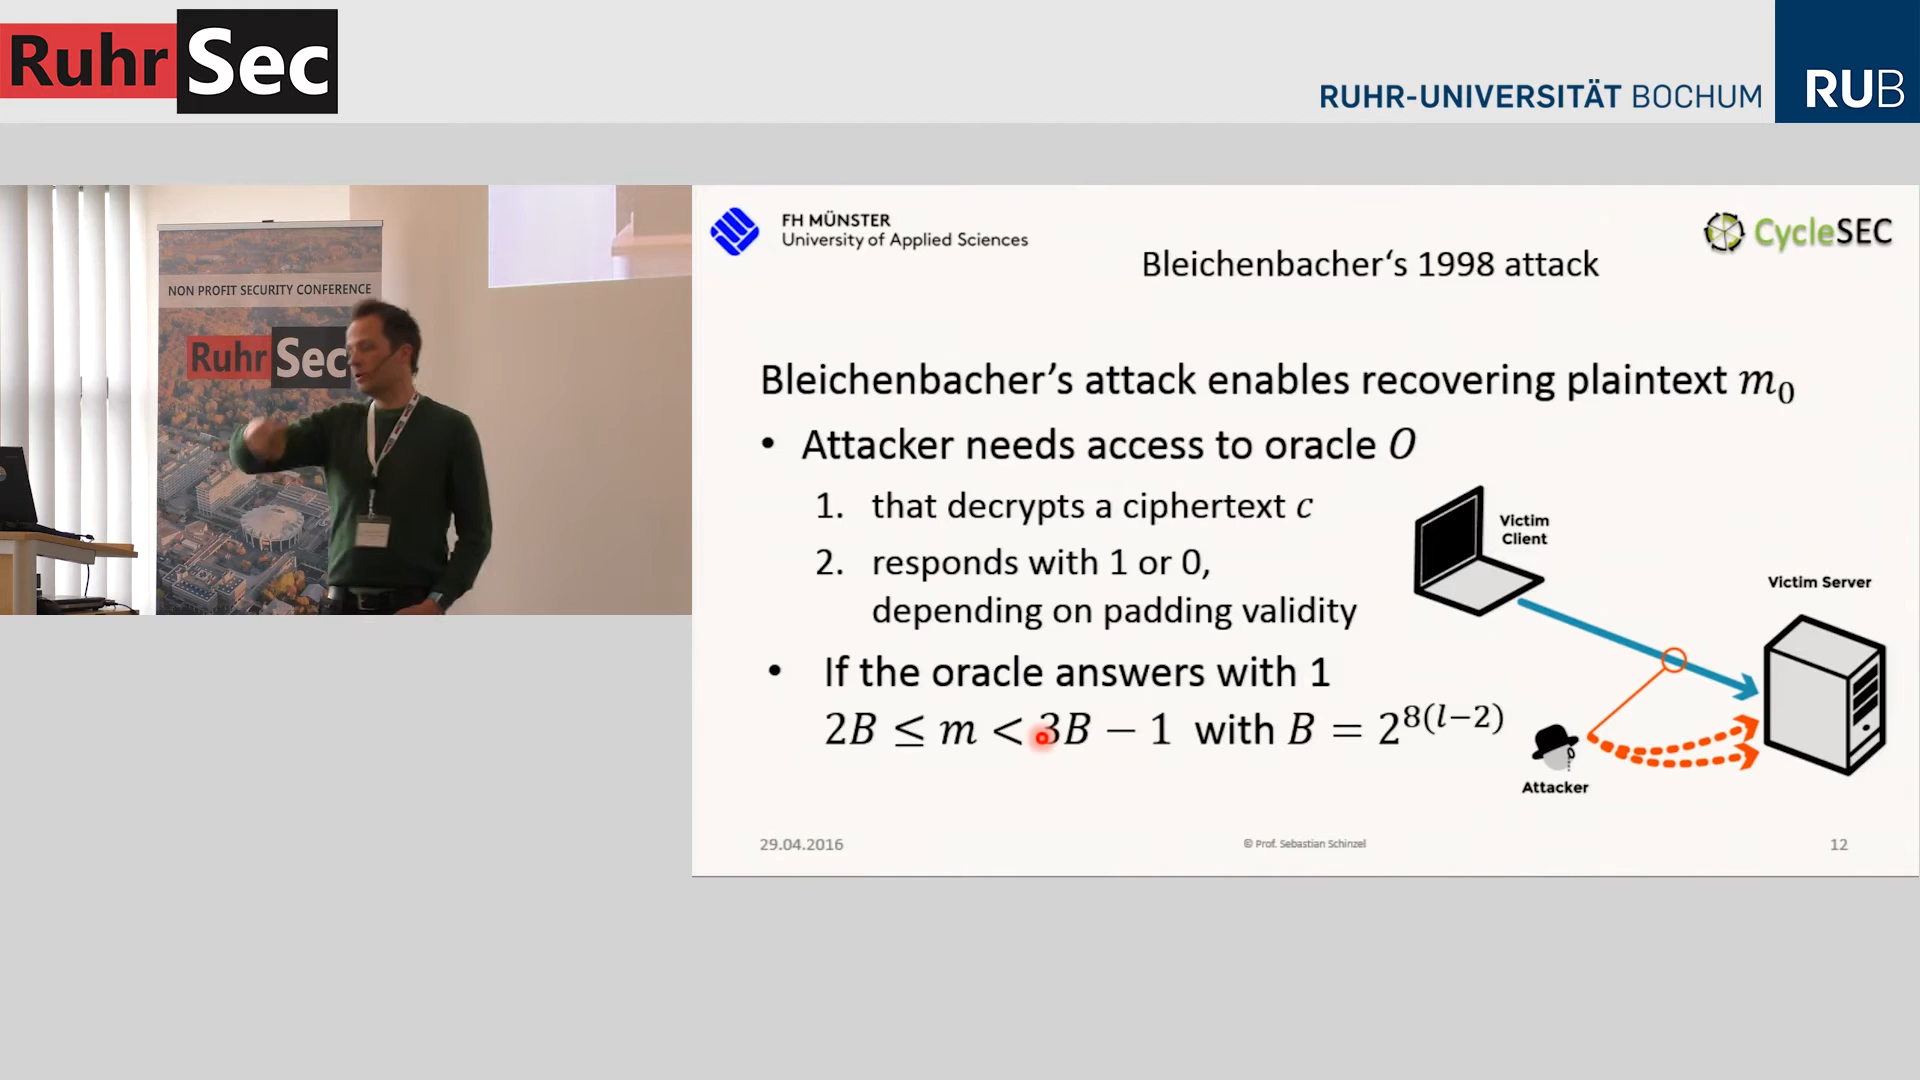 Ruhr Sec
RUHR-UNIVERSITÄT BOCHUM
RUB
NON PROFIT SECURITY CONFERENCE
Ruhr Sec
FH MÜNSTER
University of Applied Sciences
CycleSEC
Bleichenbacher‘s 1998 attack
Bleichenbacher’s attack enables recovering plaintext m₀
• Attacker needs access to oracle O
1. that decrypts a ciphertext c
2. responds with 1 or 0,
depending on padding validity
• If the oracle answers with 1
2B ≤ m < 3B − 1 with B = 2^8(l−2)
Victim
Client
Victim Server
Attacker
29.04.2016
© Prof. Sebastian Schinzel
12